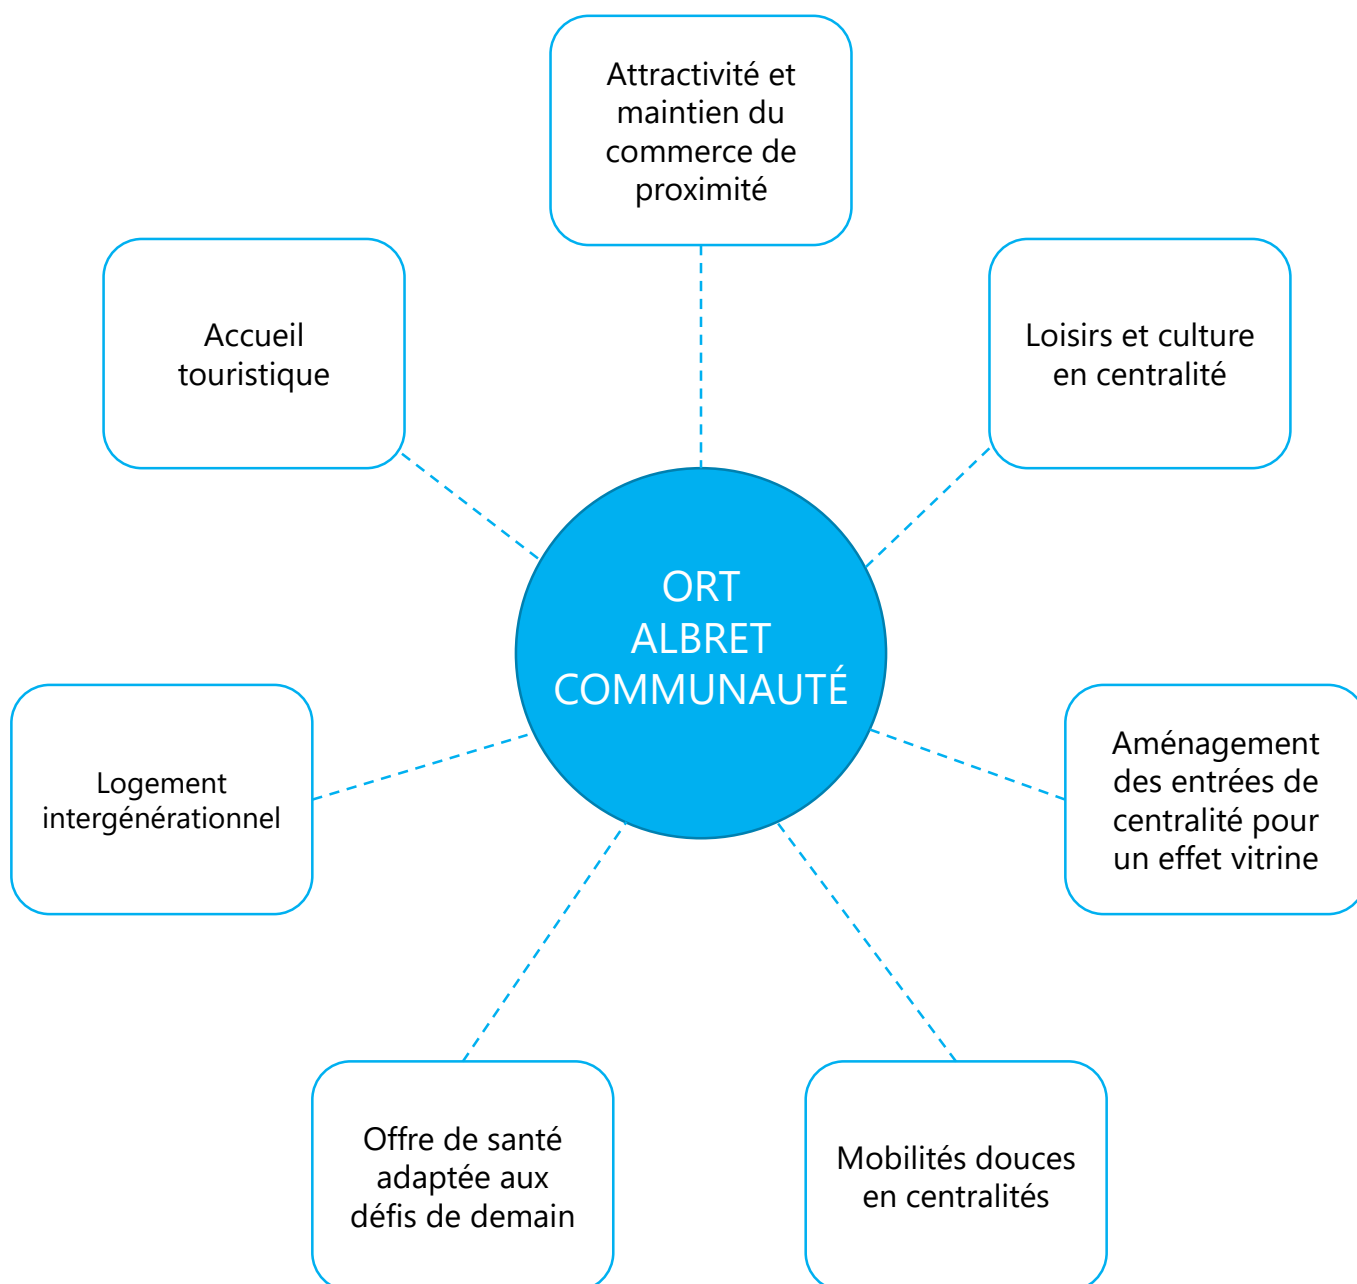 Attractivité et
maintien du
commerce de
proximité
Accueil
touristique
Loisirs et culture
en centralité
ORT
ALBRET
COMMUNAUTÉ
Logement
intergénérationnel
Aménagement
des entrées de
centralité pour
un effet vitrine
Offre de santé
adaptée aux
défis de demain
Mobilités douces
en centralités